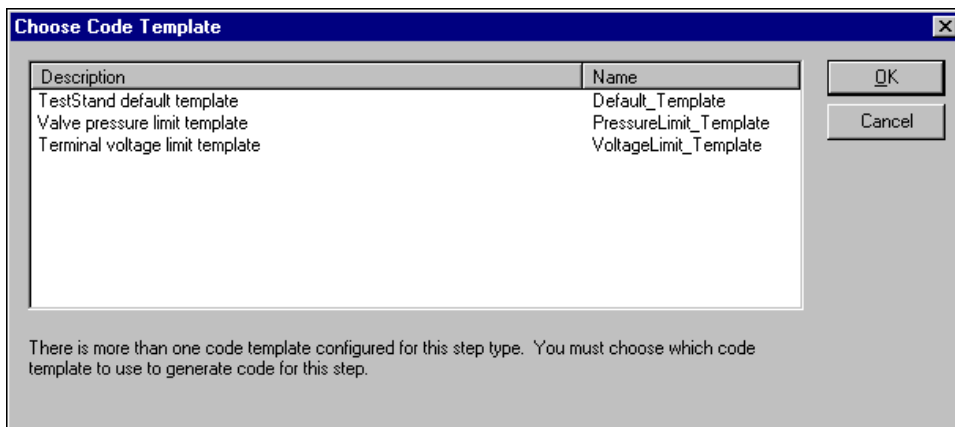 Choose Code Template
Description Name
OK
TestStand default template Default_Template
Valve pressure limit template PressureLimit_Template
Cancel
Terminal voltage limit template VoltageLimit_Template
There is more than one code template configured for this step type.  You must choose which code
template to use to generate code for this step.